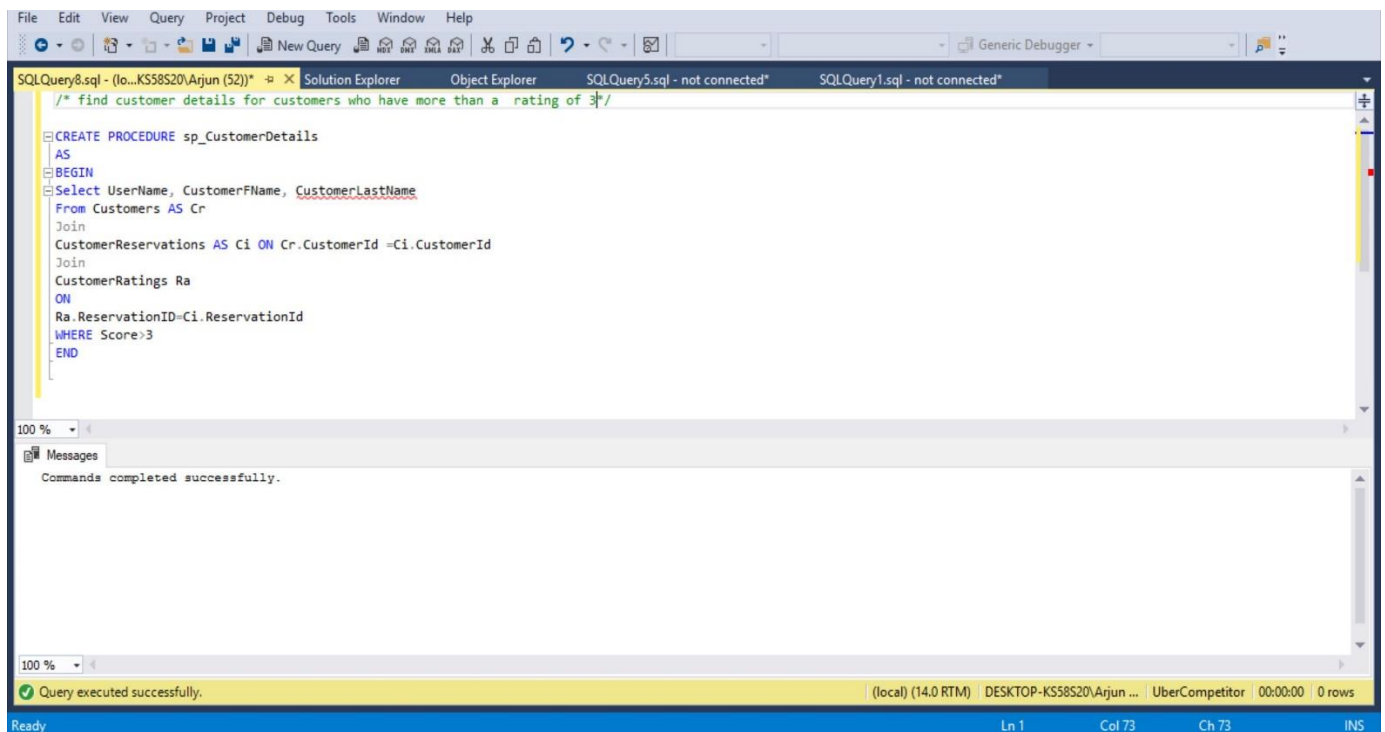 File Edit View Query Project Debug Tools Window Help
New Query MDX DMX XMLA DAX Generic Debugger
SQLQuery8.sql - (lo...KS58S20\Arjun (52))* Solution Explorer Object Explorer SQLQuery5.sql - not connected* SQLQuery1.sql - not connected*
/* find customer details for customers who have more than a  rating of 3*/
CREATE PROCEDURE sp_CustomerDetails
AS
BEGIN
Select UserName, CustomerFName, CustomerLastName
From Customers AS Cr
Join
CustomerReservations AS Ci ON Cr.CustomerId =Ci.CustomerId
Join
CustomerRatings Ra
ON
Ra.ReservationID=Ci.ReservationId
WHERE Score>3
END
100 %
Messages
Commands completed successfully.
100 %
Query executed successfully. (local) (14.0 RTM) DESKTOP-KS58S20\Arjun ... UberCompetitor 00:00:00 0 rows
Ready Ln 1 Col 73 Ch 73 INS